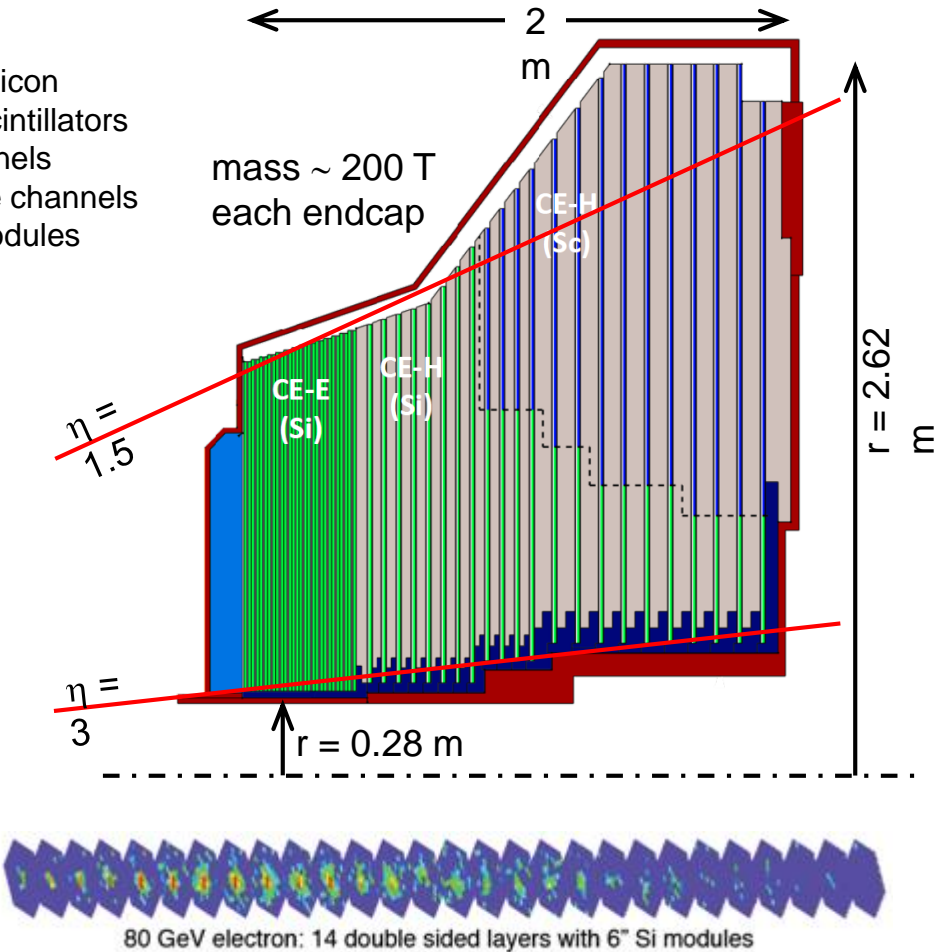 2
m
icon
cintillators
nels
e channels
odules
mass ~ 200 T
each endcap
CE-H
(Sc)
CE-H
(Si)
CE-E
(Si)
η =
1.5
r = 2.62
m
η =
3
r = 0.28 m
80 GeV electron: 14 double sided layers with 6" Si modules